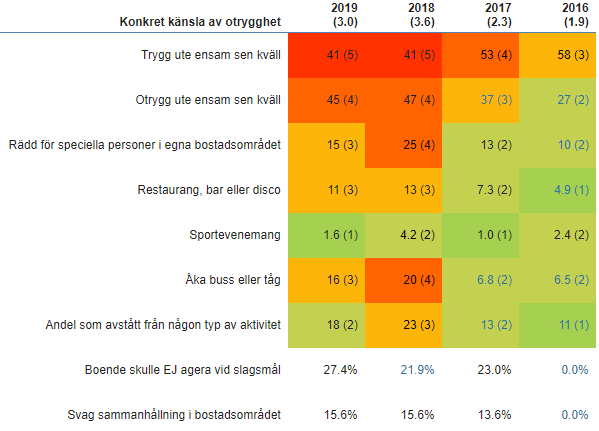 2019 2018 2017 2016
Konkret känsla av otrygghet (3.0) (3.6) (2.3) (1.9)
Trygg ute ensam sen kväll 41 (5) 41 (5) 53 (4) 58 (3)
Otrygg ute ensam sen kväll 45 (4) 47 (4) 37 (3) 27 (2)
Rädd för speciella personer i egna bostadsområdet 15 (3) 25 (4) 13 (2) 10 (2)
Restaurang, bar eller disco 11 (3) 13 (3) 7.3 (2) 4.9 (1)
Sportevenemang 1.6 (1) 4.2 (2) 1.0 (1) 2.4 (2)
Åka buss eller tåg 16 (3) 20 (4) 6.8 (2) 6.5 (2)
Andel som avstått från någon typ av aktivitet 18 (2) 23 (3) 13 (2) 11 (1)
Boende skulle EJ agera vid slagsmål 27.4% 21.9% 23.0% 0.0%
Svag sammanhållning i bostadsområdet 15.6% 15.6% 13.6% 0.0%